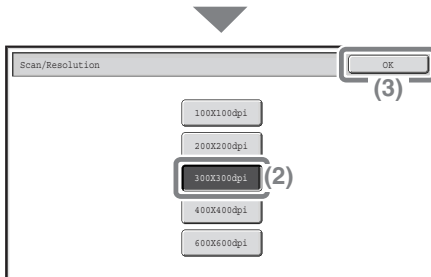 Scan/Resolution
OK
(3)
100X100dpi
200X200dpi
300X300dpi
(2)
400X400dpi
600X600dpi